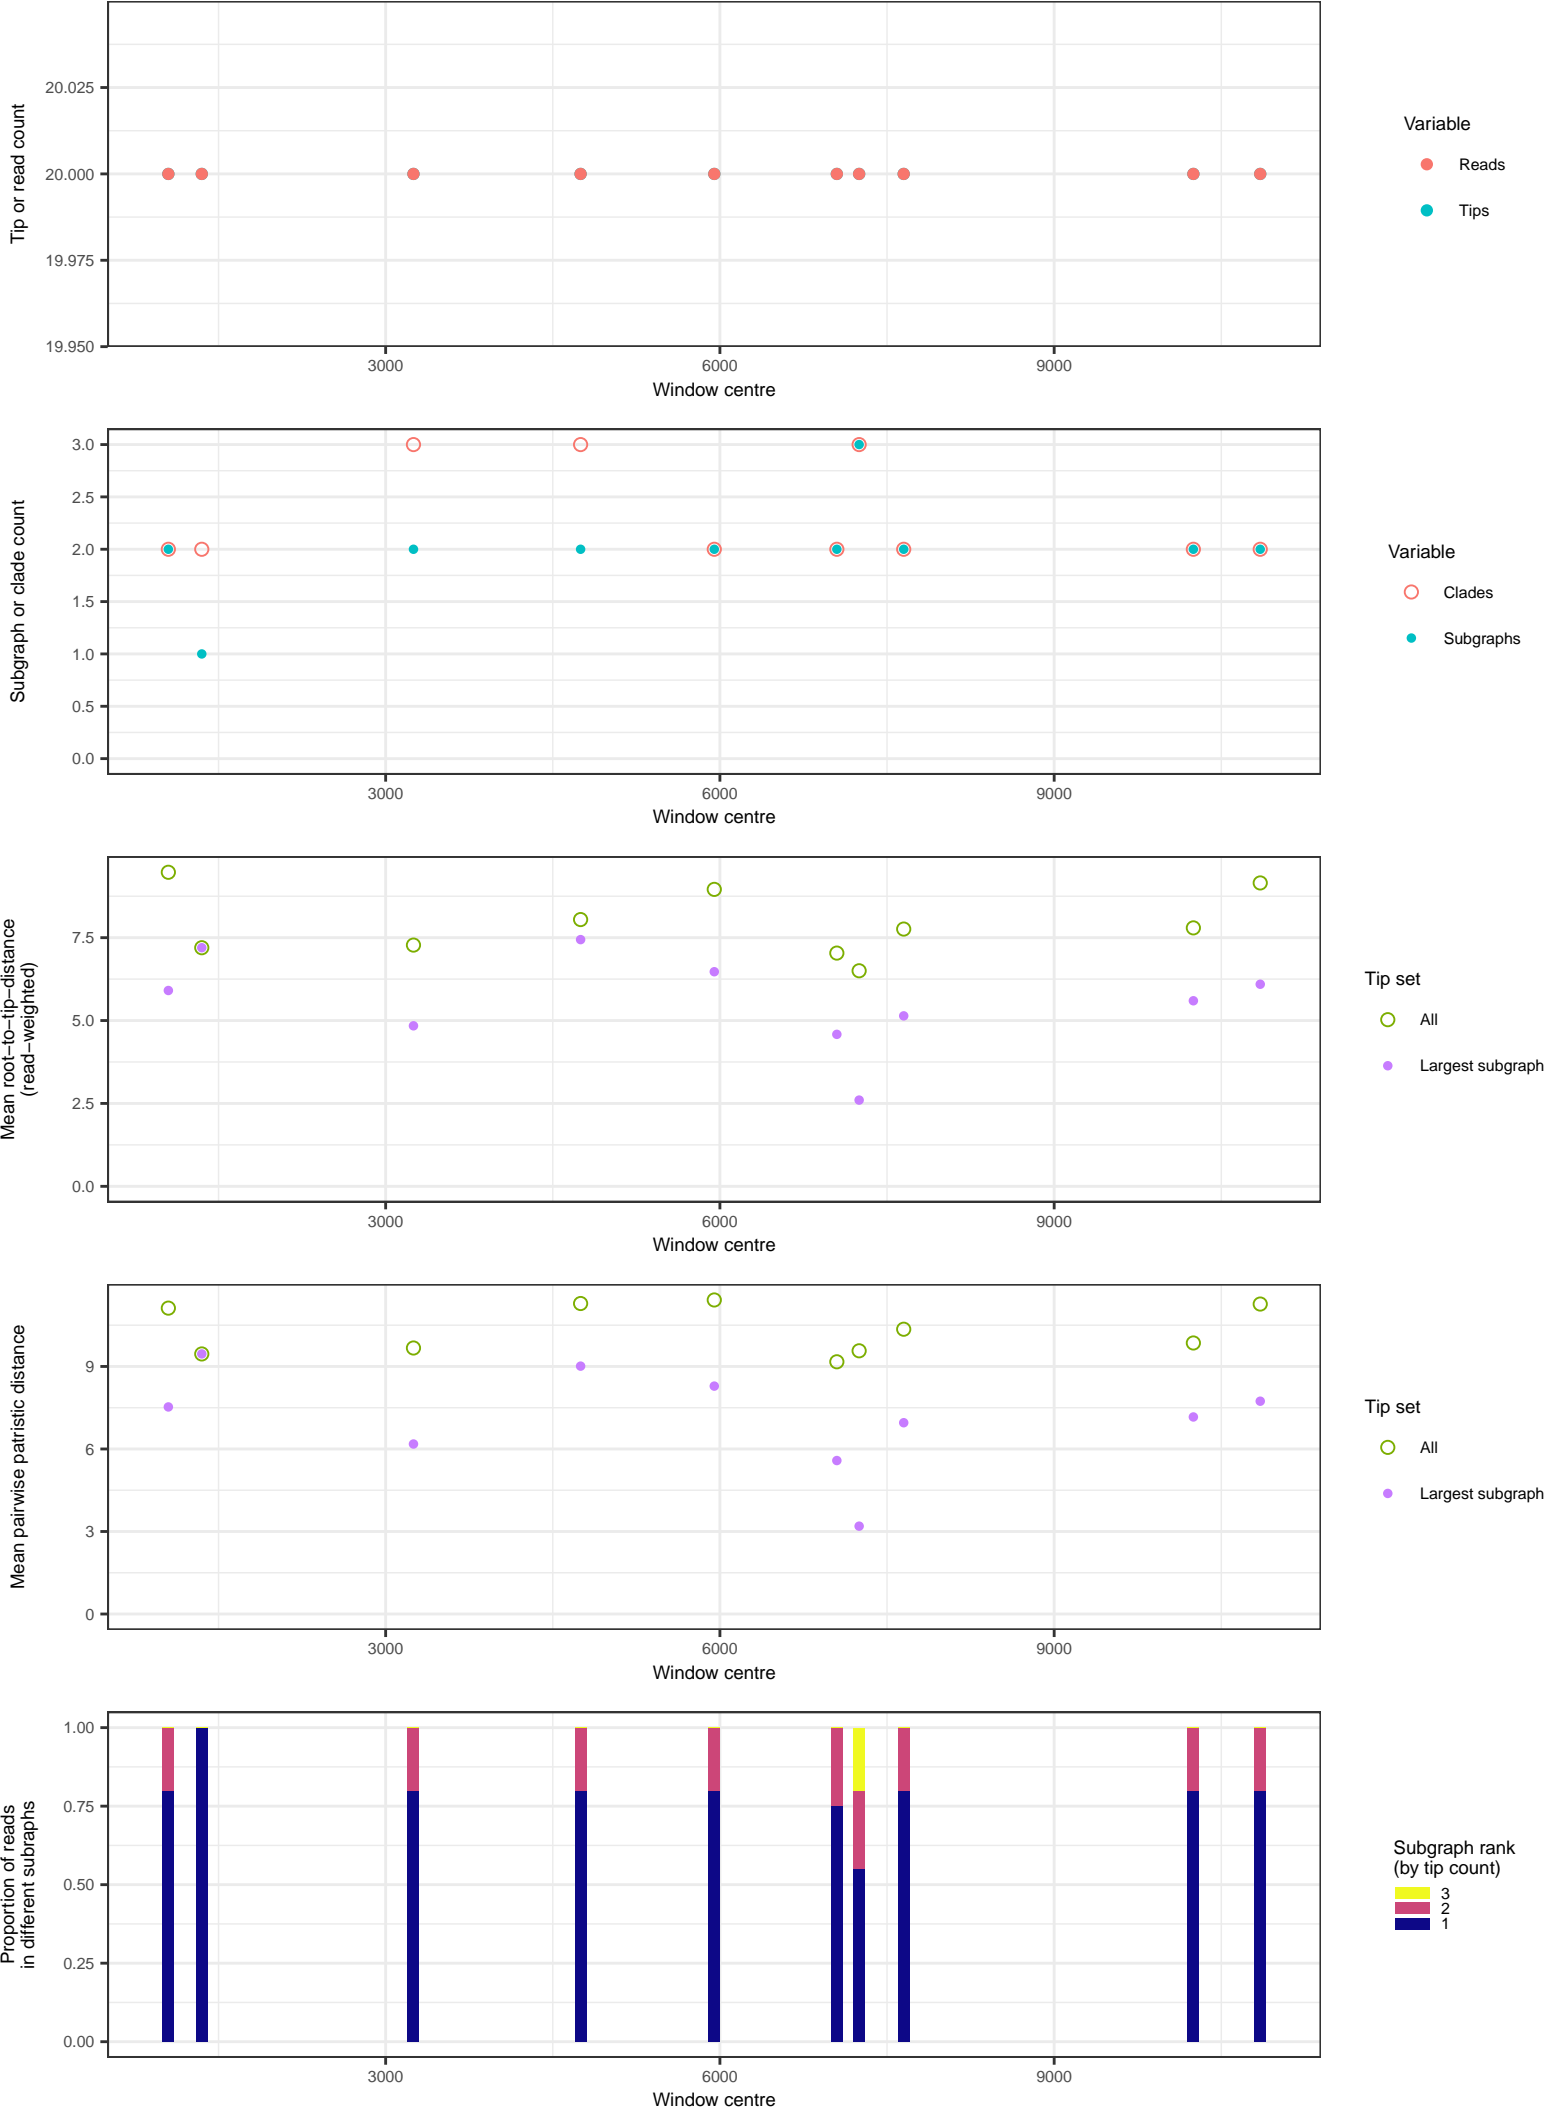 20.025
20.000
19.975
19.950
Tip or read count
3000 6000 9000
Window centre
Variable
Reads
Tips
3.0
2.5
2.0
1.5
1.0
0.5
0.0
Subgraph or clade count
3000 6000 9000
Window centre
Variable
Clades
Subgraphs
7.5
5.0
2.5
0.0
Mean root−to−tip−distance
(read−weighted)
3000 6000 9000
Window centre
Tip set
All
Largest subgraph
9
6
3
0
Mean pairwise patristic distance
3000 6000 9000
Window centre
Tip set
All
Largest subgraph
1.00
0.75
0.50
0.25
0.00
Proportion of reads
in different subraphs
3000 6000 9000
Window centre
Subgraph rank
(by tip count)
3
2
1